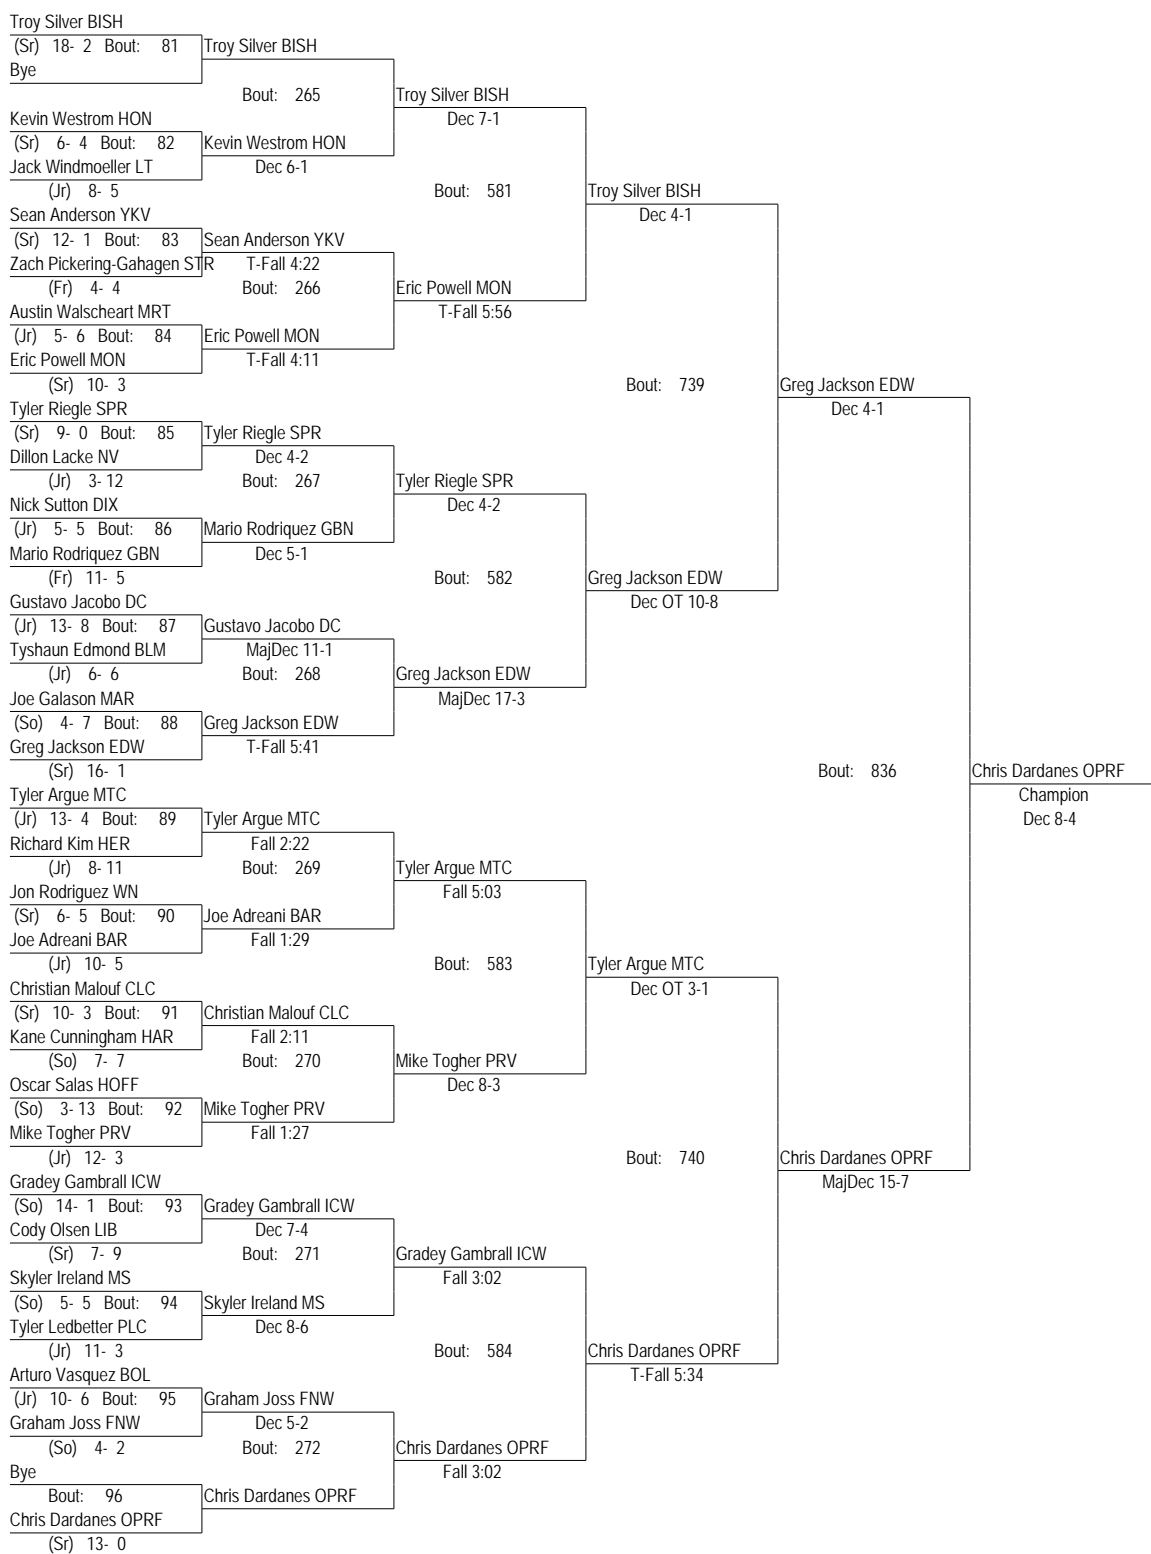 Troy Silver BISH
(Sr) 18- 2 Bout: 81 Troy Silver BISH
Bye
Bout: 265 Troy Silver BISH
Kevin Westrom HON Dec 7-1
(Sr) 6- 4 Bout: 82 Kevin Westrom HON
Jack Windmoeller LT Dec 6-1
(Jr) 8- 5 Bout: 581 Troy Silver BISH
Sean Anderson YKV Dec 4-1
(Sr) 12- 1 Bout: 83 Sean Anderson YKV
Zach Pickering-Gahagen STR T-Fall 4:22
(Fr) 4- 4 Bout: 266 Eric Powell MON
Austin Walscheart MRT T-Fall 5:56
(Jr) 5- 6 Bout: 84 Eric Powell MON
Eric Powell MON T-Fall 4:11
(Sr) 10- 3 Bout: 739 Greg Jackson EDW
Tyler Riegle SPR Dec 4-1
(Sr) 9- 0 Bout: 85 Tyler Riegle SPR
Dillon Lacke NV Dec 4-2
(Jr) 3- 12 Bout: 267 Tyler Riegle SPR
Nick Sutton DIX Dec 4-2
(Jr) 5- 5 Bout: 86 Mario Rodriquez GBN
Mario Rodriquez GBN Dec 5-1
(Fr) 11- 5 Bout: 582 Greg Jackson EDW
Gustavo Jacobo DC Dec OT 10-8
(Jr) 13- 8 Bout: 87 Gustavo Jacobo DC
Tyshaun Edmond BLM MajDec 11-1
(Jr) 6- 6 Bout: 268 Greg Jackson EDW
Joe Galason MAR MajDec 17-3
(So) 4- 7 Bout: 88 Greg Jackson EDW
Greg Jackson EDW T-Fall 5:41
(Sr) 16- 1 Bout: 836 Chris Dardanes OPRF
Tyler Argue MTC Champion
(Jr) 13- 4 Bout: 89 Tyler Argue MTC Dec 8-4
Richard Kim HER Fall 2:22
(Jr) 8- 11 Bout: 269 Tyler Argue MTC
Jon Rodriguez WN Fall 5:03
(Sr) 6- 5 Bout: 90 Joe Adreani BAR
Joe Adreani BAR Fall 1:29
(Jr) 10- 5 Bout: 583 Tyler Argue MTC
Christian Malouf CLC Dec OT 3-1
(Sr) 10- 3 Bout: 91 Christian Malouf CLC
Kane Cunningham HAR Fall 2:11
(So) 7- 7 Bout: 270 Mike Togher PRV
Oscar Salas HOFF Dec 8-3
(So) 3- 13 Bout: 92 Mike Togher PRV
Mike Togher PRV Fall 1:27
(Jr) 12- 3 Bout: 740 Chris Dardanes OPRF
Gradey Gambrall ICW MajDec 15-7
(So) 14- 1 Bout: 93 Gradey Gambrall ICW
Cody Olsen LIB Dec 7-4
(Sr) 7- 9 Bout: 271 Gradey Gambrall ICW
Skyler Ireland MS Fall 3:02
(So) 5- 5 Bout: 94 Skyler Ireland MS
Tyler Ledbetter PLC Dec 8-6
(Jr) 11- 3 Bout: 584 Chris Dardanes OPRF
Arturo Vasquez BOL T-Fall 5:34
(Jr) 10- 6 Bout: 95 Graham Joss FNW
Graham Joss FNW Dec 5-2
(So) 4- 2 Bout: 272 Chris Dardanes OPRF
Bye Fall 3:02
Bout: 96 Chris Dardanes OPRF
Chris Dardanes OPRF
(Sr) 13- 0